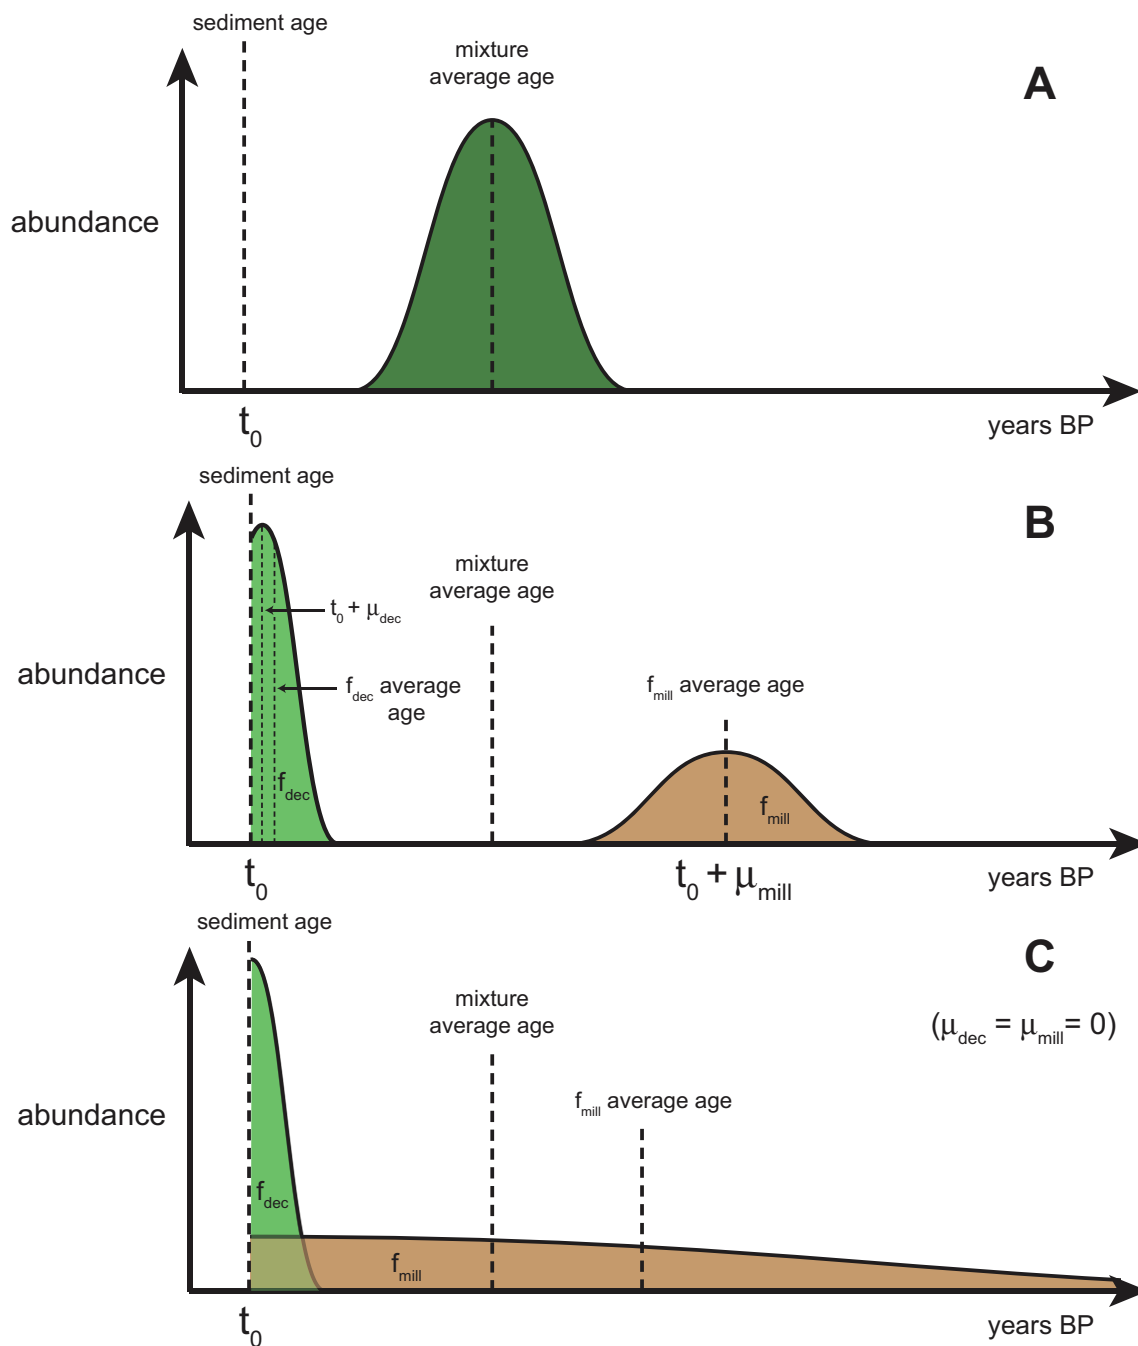 sediment age
mixture
average age
A
abundance
t0
years BP
sediment age
B
mixture
average age
t0 + μdec
abundance
fdec average
age
fmill average age
fdec
fmill
t0
t0 + μmill
years BP
sediment age
C
mixture
average age
(μdec = μmill= 0)
fmill average age
abundance
fdec
fmill
t0
years BP